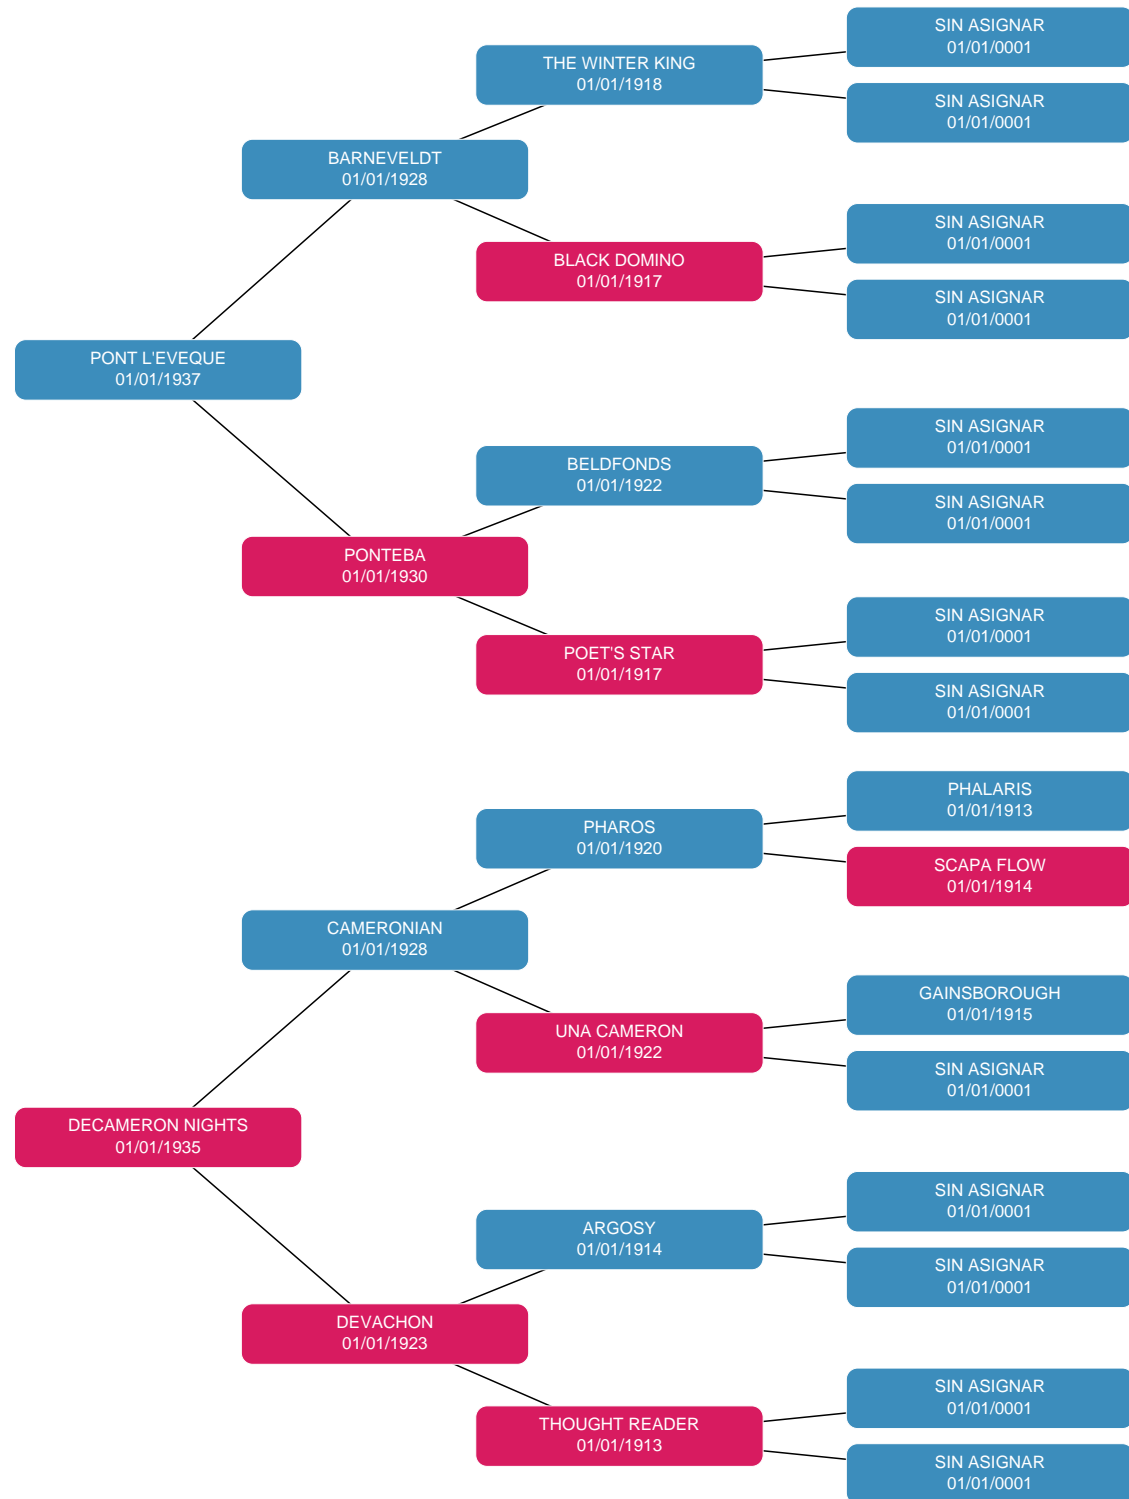 SIN ASIGNAR
01/01/0001
THE WINTER KING
01/01/1918
SIN ASIGNAR
01/01/0001
BARNEVELDT
01/01/1928
SIN ASIGNAR
01/01/0001
BLACK DOMINO
01/01/1917
SIN ASIGNAR
01/01/0001
PONT L'EVEQUE
01/01/1937
SIN ASIGNAR
01/01/0001
BELDFONDS
01/01/1922
SIN ASIGNAR
01/01/0001
PONTEBA
01/01/1930
SIN ASIGNAR
01/01/0001
POET'S STAR
01/01/1917
SIN ASIGNAR
01/01/0001
PHALARIS
01/01/1913
PHAROS
01/01/1920
SCAPA FLOW
01/01/1914
CAMERONIAN
01/01/1928
GAINSBOROUGH
01/01/1915
UNA CAMERON
01/01/1922
SIN ASIGNAR
01/01/0001
DECAMERON NIGHTS
01/01/1935
SIN ASIGNAR
01/01/0001
ARGOSY
01/01/1914
SIN ASIGNAR
01/01/0001
DEVACHON
01/01/1923
SIN ASIGNAR
01/01/0001
THOUGHT READER
01/01/1913
SIN ASIGNAR
01/01/0001